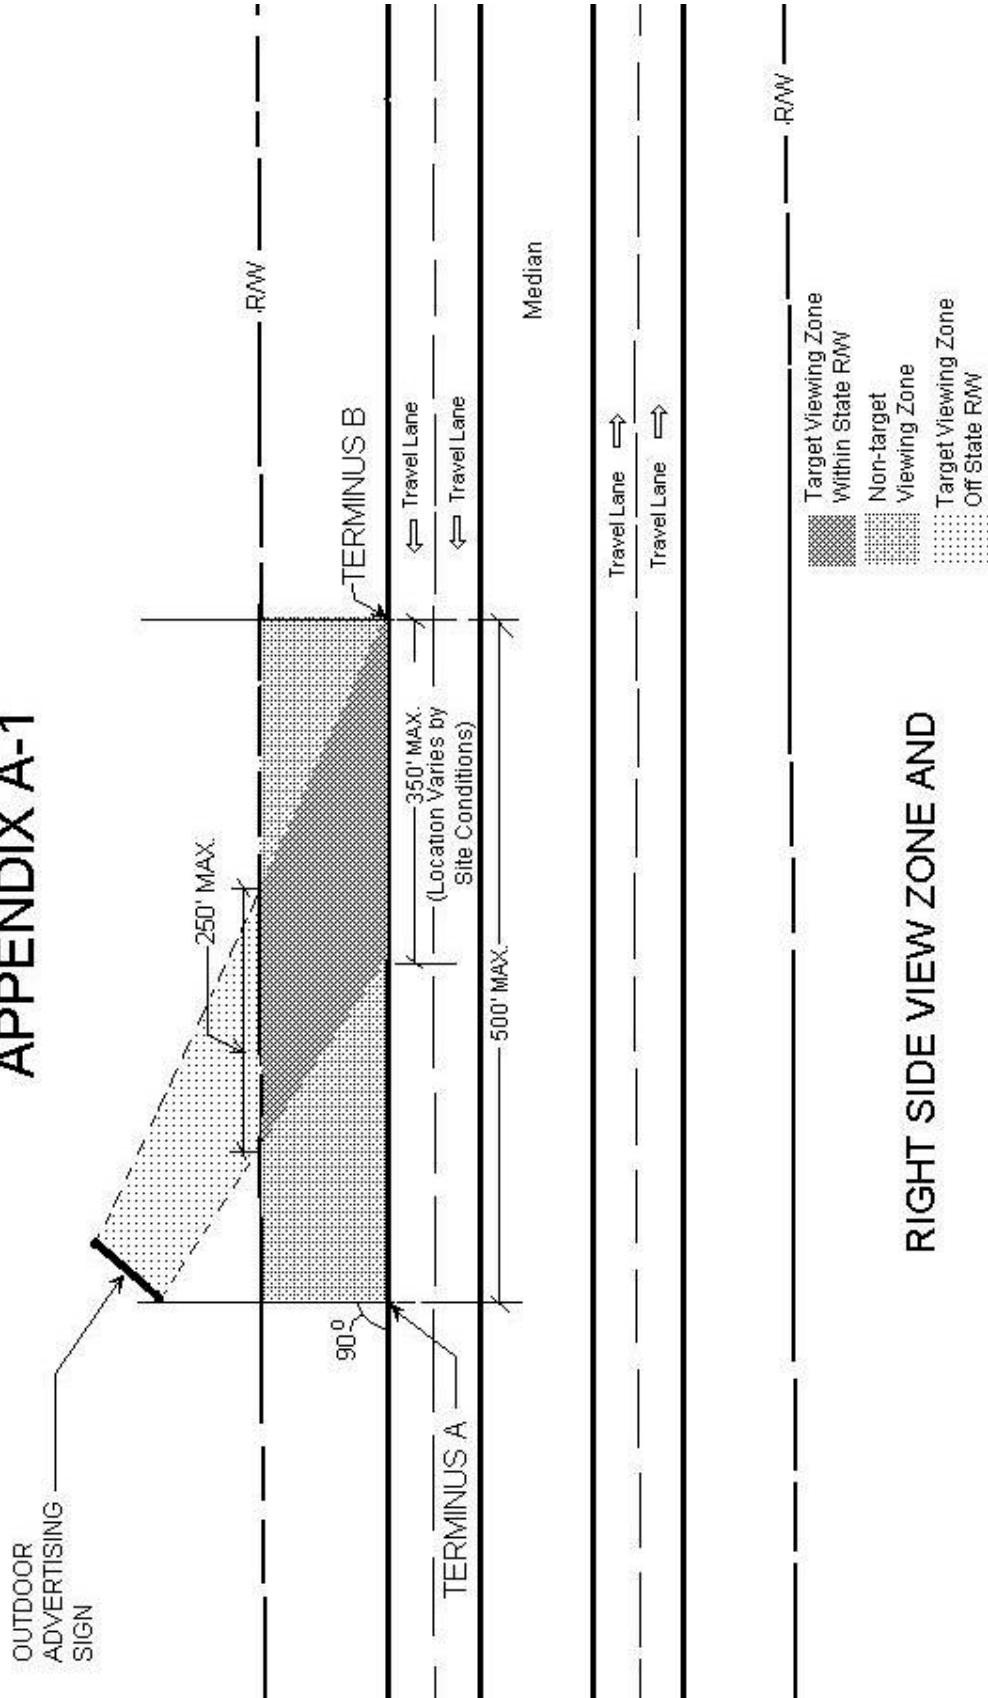 APPENDIX A-1
OUTDOOR
ADVERTISING
SIGN
250' MAX.
R/W
90⁰
TERMINUS B
TERMINUS A
350' MAX.
(Location Varies by
Site Conditions)
⇐ Travel Lane
⇐ Travel Lane
500' MAX.
Median
Travel Lane ⇒
Travel Lane ⇒
R/W
RIGHT SIDE VIEW ZONE AND
Target Viewing Zone
Within State R/W
Non-target
Viewing Zone
Target Viewing Zone
Off State R/W